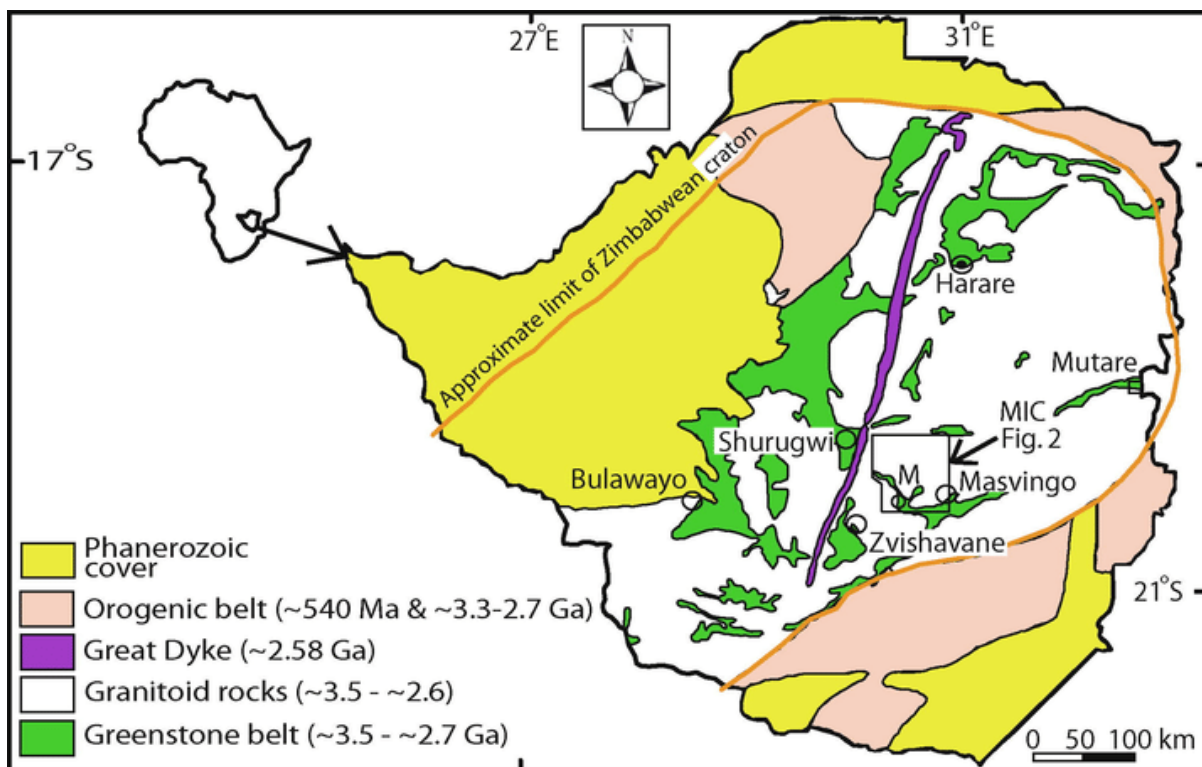 27°E
31°E
N
17°S
Approximate limit of Zimbabwean craton
Harare
Mutare
MIC
Fig. 2
Shurugwi
M
Masvingo
Bulawayo
Zvishavane
21°S
Phanerozoic
cover
Orogenic belt (~540 Ma & ~3.3-2.7 Ga)
Great Dyke (~2.58 Ga)
Granitoid rocks (~3.5 - ~2.6)
Greenstone belt (~3.5 - ~2.7 Ga)
0 50 100 km